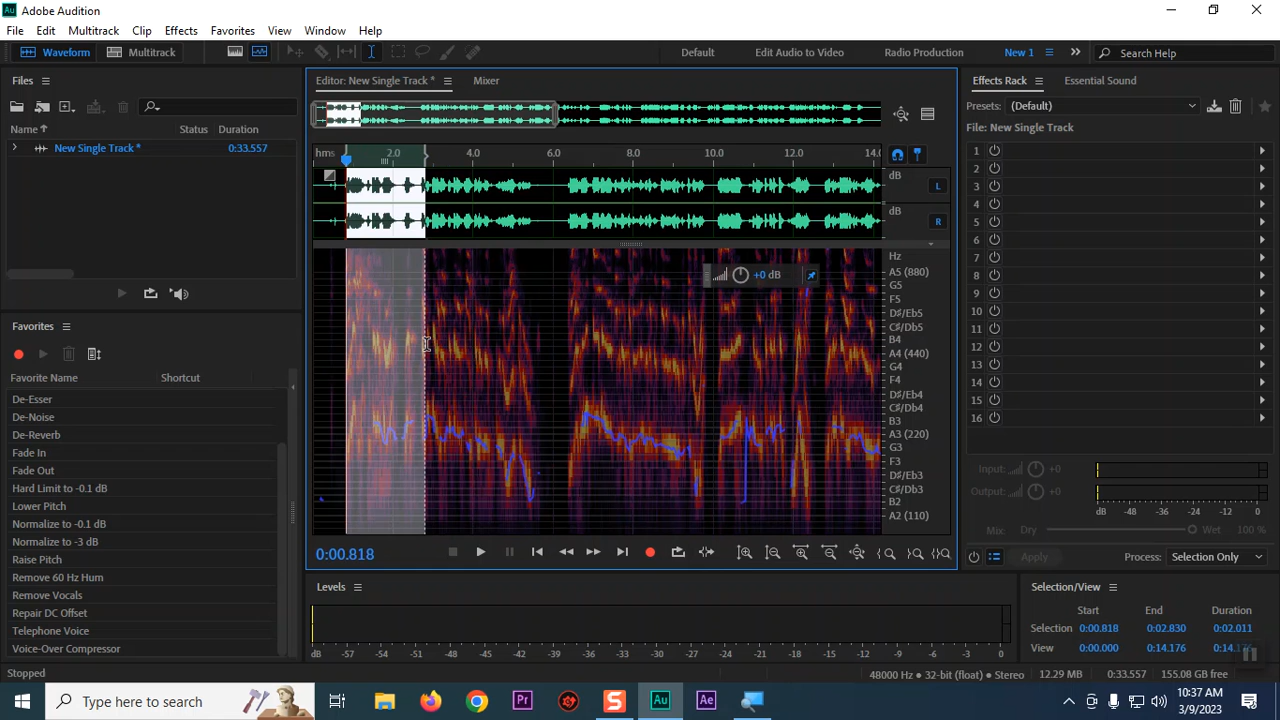 Au Adobe Audition
File Edit Multitrack Clip Effects Favorites View Window Help
Waveform Multitrack Default Edit Audio to Video Radio Production New 1 Search Help
Files
Name Status Duration
New Single Track * 0:33.557
Favorites
Favorite Name Shortcut
De-Esser
De-Noise
De-Reverb
Fade In
Fade Out
Hard Limit to -0.1 dB
Lower Pitch
Normalize to -0.1 dB
Normalize to -3 dB
Raise Pitch
Remove 60 Hz Hum
Remove Vocals
Repair DC Offset
Telephone Voice
Voice-Over Compressor
Stopped
Editor: New Single Track * Mixer
hms 2.0 4.0 6.0 8.0 10.0 12.0 14.0
dB
L
dB
R
Hz
A5 (880)
G5
F5
D#/Eb5
C#/Db5
B4
A4 (440)
G4
F4
D#/Eb4
C#/Db4
B3
A3 (220)
G3
F3
D#/Eb3
C#/Db3
B2
A2 (110)
+0 dB
0:00.818
Levels
dB -57 -54 -51 -48 -45 -42 -39 -36 -33 -30 -27 -24 -21 -18 -15 -12 -9 -6 -3 0
Effects Rack Essential Sound
Presets: (Default)
File: New Single Track
1
2
3
4
5
6
7
8
9
10
11
12
13
14
15
16
Input: +0
Output: +0
dB -48 -36 -24 -12 0
Mix: Dry Wet 100 %
Apply Process: Selection Only
Selection/View
Start End Duration
Selection 0:00.818 0:02.830 0:02.011
View 0:00.000 0:14.176
48000 Hz • 32-bit (float) • Stereo 12.29 MB 0:33.557 155.08 GB free
Type here to search
Pr S Au Ae
10:37 AM
3/9/2023